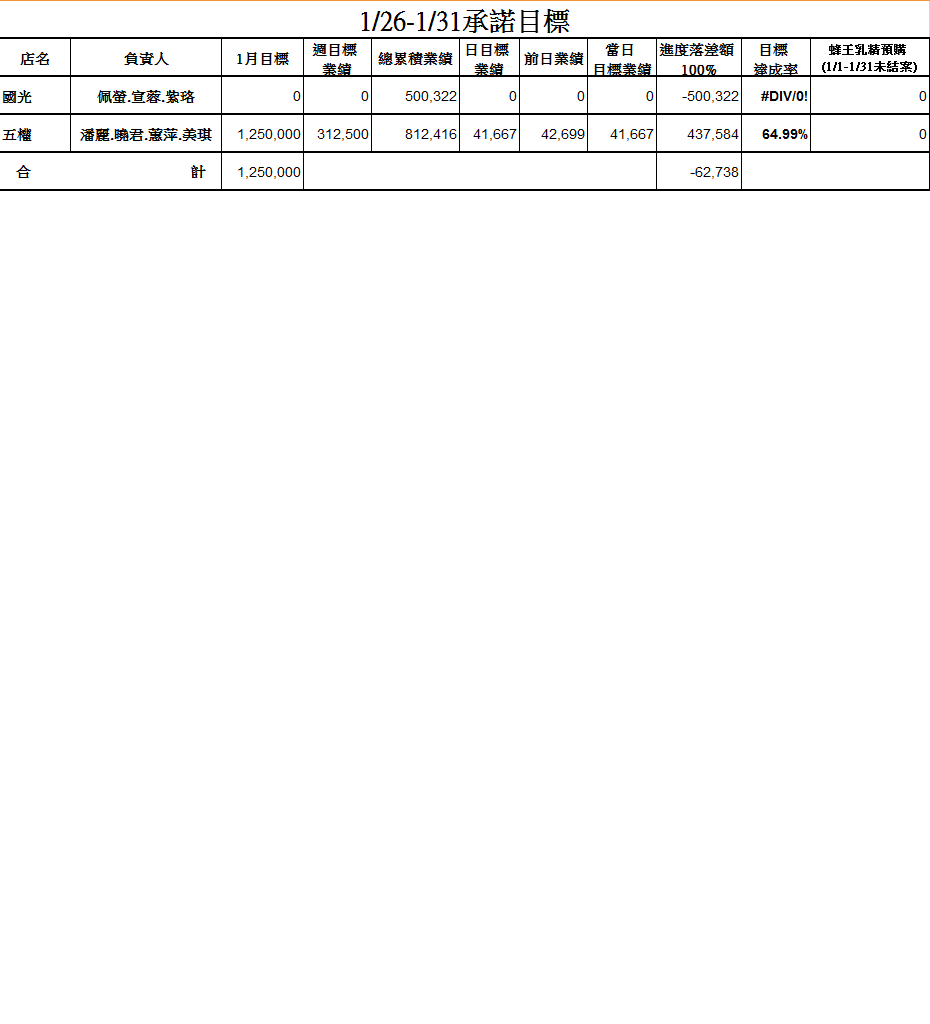 1/26-1/31承諾目標
店名 負責人 1月目標 週目標業績 總累積業績 日目標業績 前日業績 當日目標業績 進度落差額100% 目標達成率 蜂王乳精預購(1/1-1/31未結案)
國光 佩螢.宣蓉.紫珞 0 0 500,322 0 0 0 -500,322 #DIV/0! 0
五權 潘麗.曉君.蕙萍.美琪 1,250,000 312,500 812,416 41,667 42,699 41,667 437,584 64.99% 0
合 計 1,250,000 -62,738